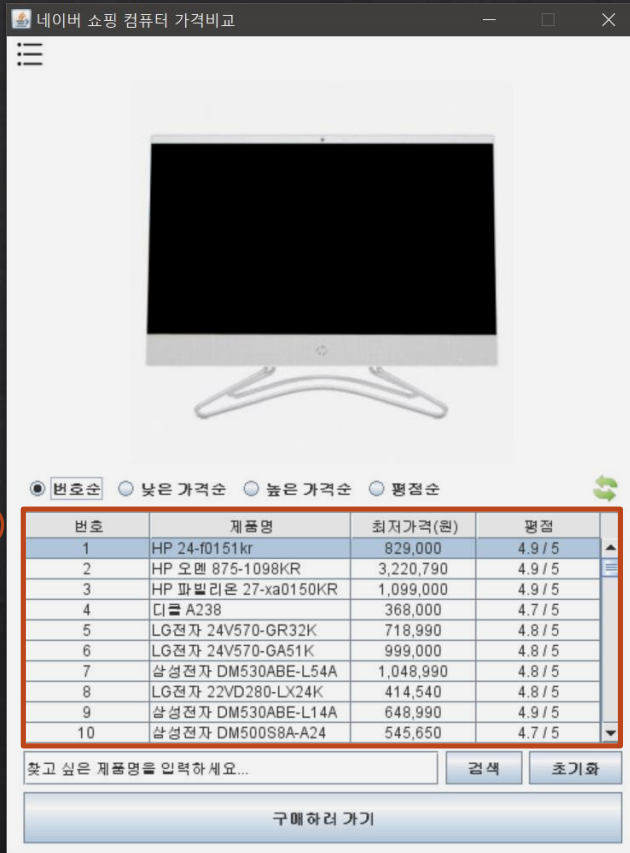 네이버 쇼핑 컴퓨터 가격비교
번호순 낮은 가격순 높은 가격순 평점순
번호 제품명 최저가격(원) 평점
1 HP 24-f0151kr 829,000 4.9 / 5
2 HP 오멘 875-1098KR 3,220,790 4.9 / 5
3 HP 파빌리온 27-xa0150KR 1,099,000 4.9 / 5
4 디클 A238 368,000 4.7 / 5
5 LG전자 24V570-GR32K 718,990 4.8 / 5
6 LG전자 24V570-GA51K 999,000 4.8 / 5
7 삼성전자 DM530ABE-L54A 1,048,990 4.8 / 5
8 LG전자 22VD280-LX24K 414,540 4.8 / 5
9 삼성전자 DM530ABE-L14A 648,990 4.9 / 5
10 삼성전자 DM500S8A-A24 545,650 4.7 / 5
찾고 싶은 제품명을 입력하세요... 검색 초기화
구매하러 가기